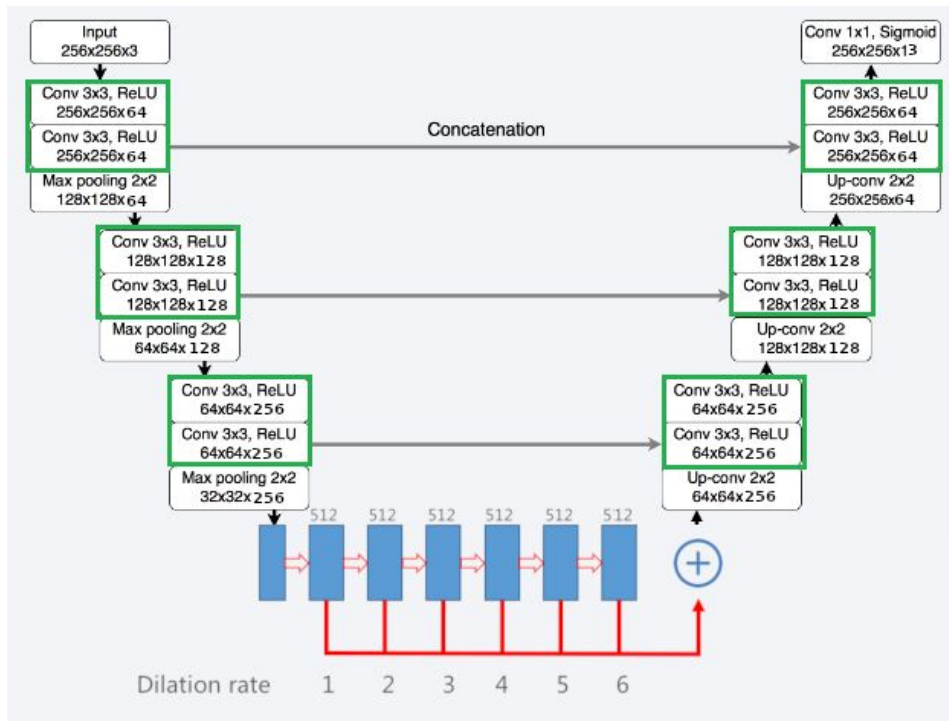 Input
256x256x3
Conv 3x3, ReLU
256x256x64
Conv 3x3, ReLU
256x256x64
Max pooling 2x2
128x128x64
Conv 3x3, ReLU
128x128x128
Conv 3x3, ReLU
128x128x128
Max pooling 2x2
64x64x128
Conv 3x3, ReLU
64x64x256
Conv 3x3, ReLU
64x64x256
Max pooling 2x2
32x32x256
Concatenation
Conv 1x1, Sigmoid
256x256x13
Conv 3x3, ReLU
256x256x64
Conv 3x3, ReLU
256x256x64
Up-conv 2x2
256x256x64
Conv 3x3, ReLU
128x128x128
Conv 3x3, ReLU
128x128x128
Up-conv 2x2
128x128x128
Conv 3x3, ReLU
64x64x256
Conv 3x3, ReLU
64x64x256
Up-conv 2x2
64x64x256
512 512 512 512 512 512
Dilation rate 1 2 3 4 5 6